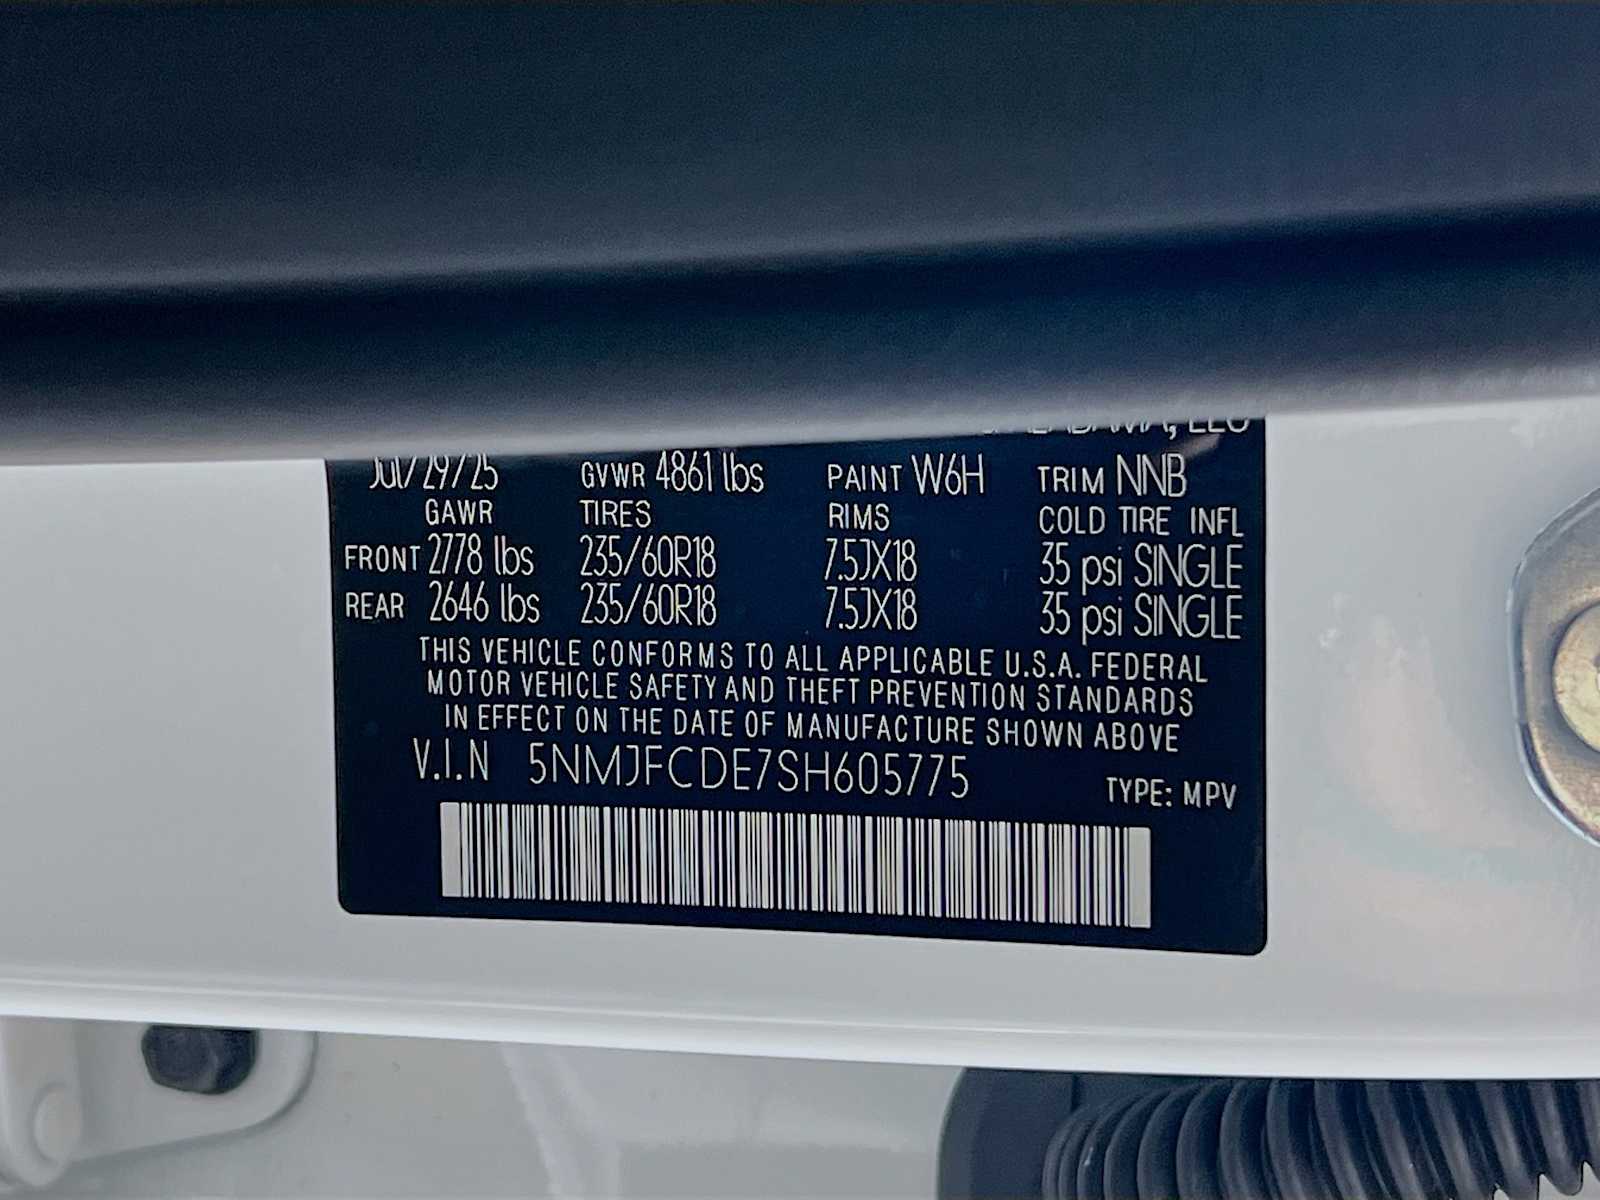 ALABAMA, LLC
Jul/29/25 GVWR 4861 lbs PAINT W6H TRIM NNB
GAWR TIRES RIMS COLD TIRE INFL
FRONT 2778 lbs 235/60R18 7.5JX18 35 psi SINGLE
REAR 2646 lbs 235/60R18 7.5JX18 35 psi SINGLE
THIS VEHICLE CONFORMS TO ALL APPLICABLE U.S.A. FEDERAL
MOTOR VEHICLE SAFETY AND THEFT PREVENTION STANDARDS
IN EFFECT ON THE DATE OF MANUFACTURE SHOWN ABOVE
V.I.N 5NMJFCDE7SH605775 TYPE: MPV